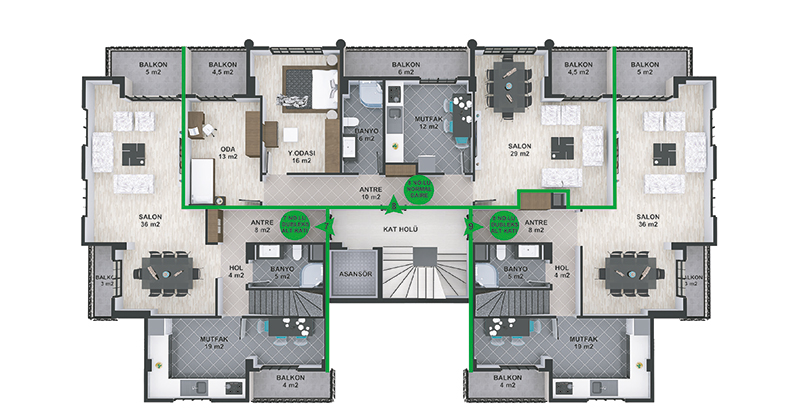 BALKON
5 m2
BALKON
4,5 m2
BALKON
6 m2
BALKON
4,5 m2
BALKON
5 m2
ODA
13 m2
Y.ODASI
16 m2
BANYO
6 m2
MUTFAK
12 m2
SALON
29 m2
ANTRE
10 m2
8 NO LU
NORMAL
DAİRE
8
SALON
36 m2
ANTRE
8 m2
7 NO LU
DUBLEKS
ALT KATI
7
KAT HOLÜ
9
9 NO LU
DUBLEKS
ALT KATI
ANTRE
8 m2
SALON
36 m2
BALKON
3 m2
HOL
4 m2
BANYO
5 m2
ASANSÖR
BANYO
5 m2
HOL
4 m2
BALKON
3 m2
MUTFAK
19 m2
MUTFAK
19 m2
BALKON
4 m2
BALKON
4 m2